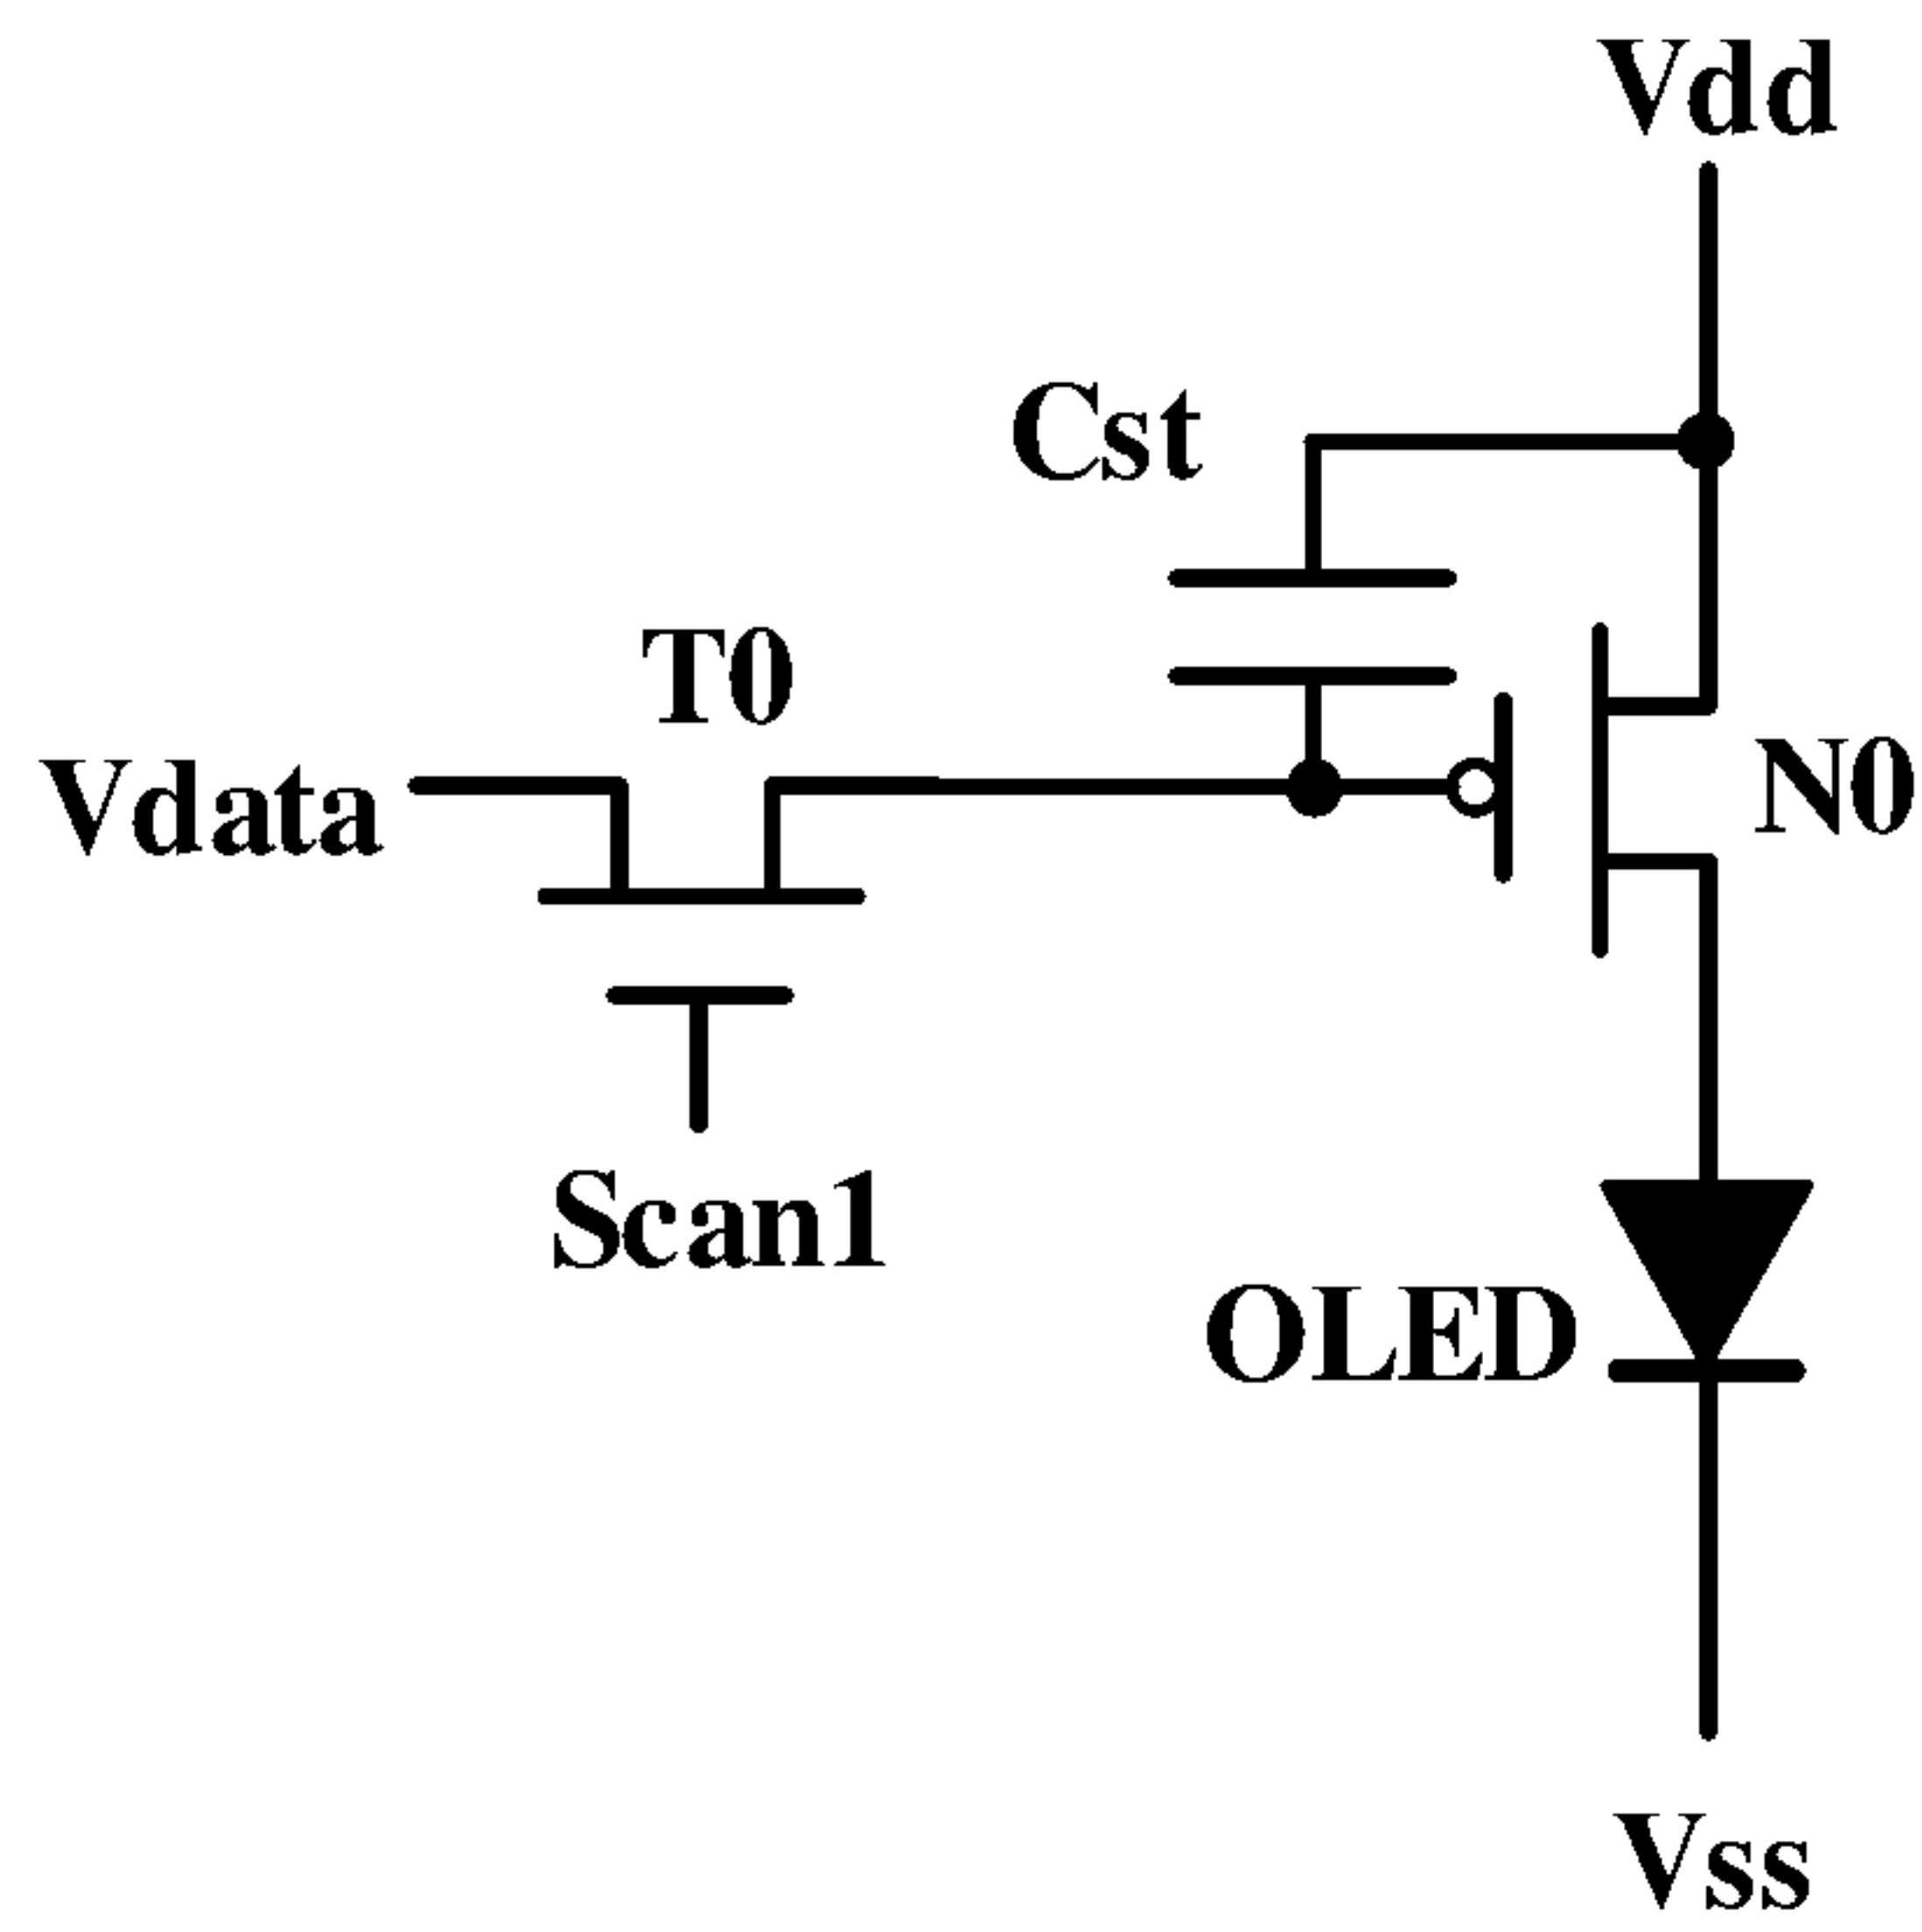 Vdd
Cst
T0
Vdata
N0
Scan1
OLED
Vss